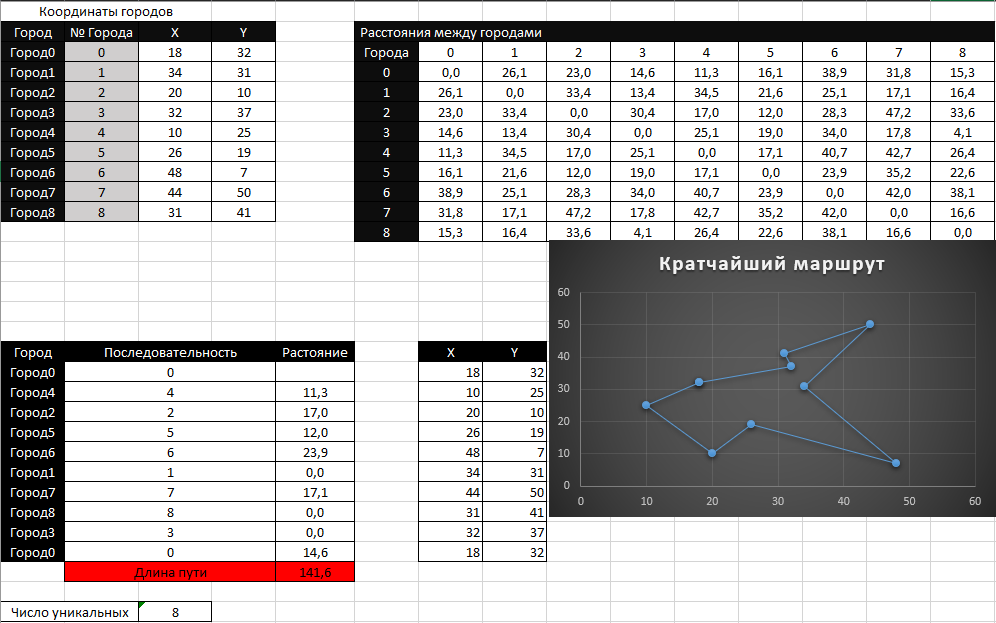 Координаты городов
Город № Города X Y
Город0 0 18 32
Город1 1 34 31
Город2 2 20 10
Город3 3 32 37
Город4 4 10 25
Город5 5 26 19
Город6 6 48 7
Город7 7 44 50
Город8 8 31 41
Расстояния между городами
Города 0 1 2 3 4 5 6 7 8
0 0,0 26,1 23,0 14,6 11,3 16,1 38,9 31,8 15,3
1 26,1 0,0 33,4 13,4 34,5 21,6 25,1 17,1 16,4
2 23,0 33,4 0,0 30,4 17,0 12,0 28,3 47,2 33,6
3 14,6 13,4 30,4 0,0 25,1 19,0 34,0 17,8 4,1
4 11,3 34,5 17,0 25,1 0,0 17,1 40,7 42,7 26,4
5 16,1 21,6 12,0 19,0 17,1 0,0 23,9 35,2 22,6
6 38,9 25,1 28,3 34,0 40,7 23,9 0,0 42,0 38,1
7 31,8 17,1 47,2 17,8 42,7 35,2 42,0 0,0 16,6
8 15,3 16,4 33,6 4,1 26,4 22,6 38,1 16,6 0,0
Город Последовательность Растояние
Город0 0
Город4 4 11,3
Город2 2 17,0
Город5 5 12,0
Город6 6 23,9
Город1 1 0,0
Город7 7 17,1
Город8 8 0,0
Город3 3 0,0
Город0 0 14,6
Длина пути 141,6
X Y
18 32
10 25
20 10
26 19
48 7
34 31
44 50
31 41
32 37
18 32
Кратчайший маршрут
60
50
40
30
20
10
0
0 10 20 30 40 50 60
Число уникальных 8